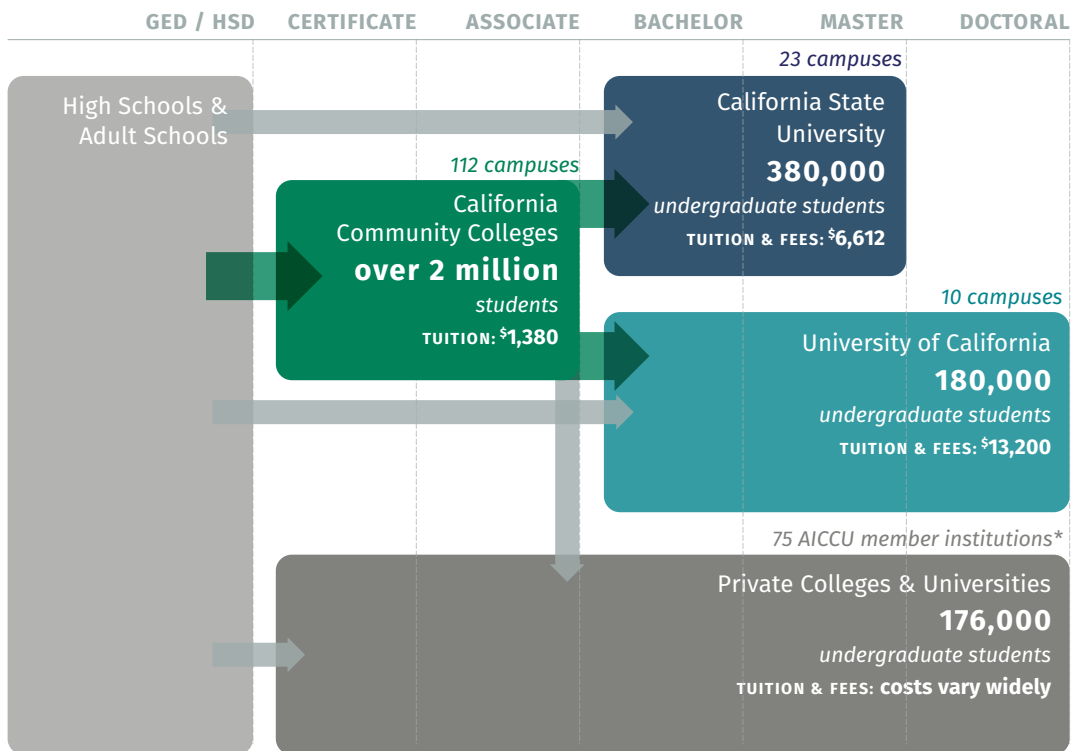 GED / HSD CERTIFICATE ASSOCIATE BACHELOR MASTER DOCTORAL
High Schools &
Adult Schools
23 campuses
California State
University
380,000
undergraduate students
TUITION & FEES: $6,612
112 campuses
California
Community Colleges
over 2 million
students
TUITION: $1,380
10 campuses
University of California
180,000
undergraduate students
TUITION & FEES: $13,200
75 AICCU member institutions*
Private Colleges & Universities
176,000
undergraduate students
TUITION & FEES: costs vary widely